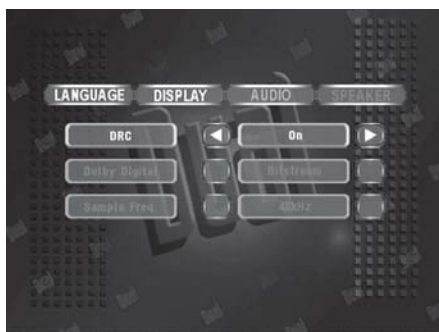 LANGUAGE DISPLAY AUDIO SPEAKER
DRC On
Dolby Digital Bitstream
Sample Freq. 48kHz